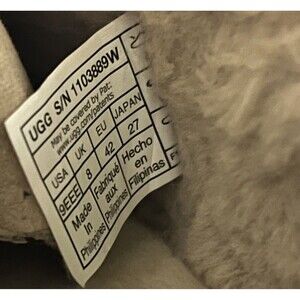 UGG S/N 1103889W
May be covered by Pat:
www.ugg.com/patents
USA UK EU JAPAN
9EEE 8 42 27
Made In Philippines
Fabriqué aux Philippines
Hecho en Filipinas